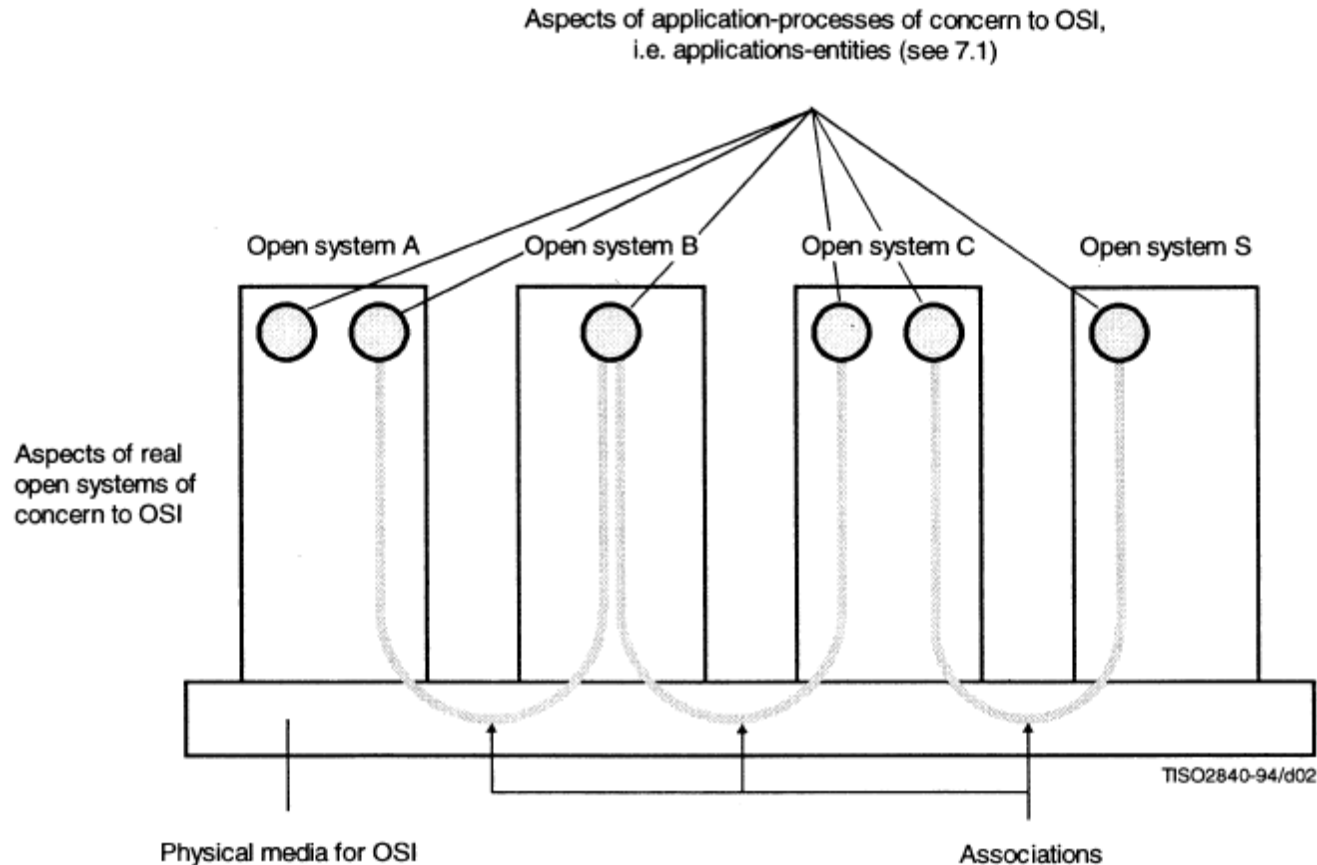 Aspects of application-processes of concern to OSI,
i.e. applications-entities (see 7.1)
Open system A
Open system B
Open system C
Open system S
Aspects of real
open systems of
concern to OSI
TISO2840-94/d02
Physical media for OSI
Associations